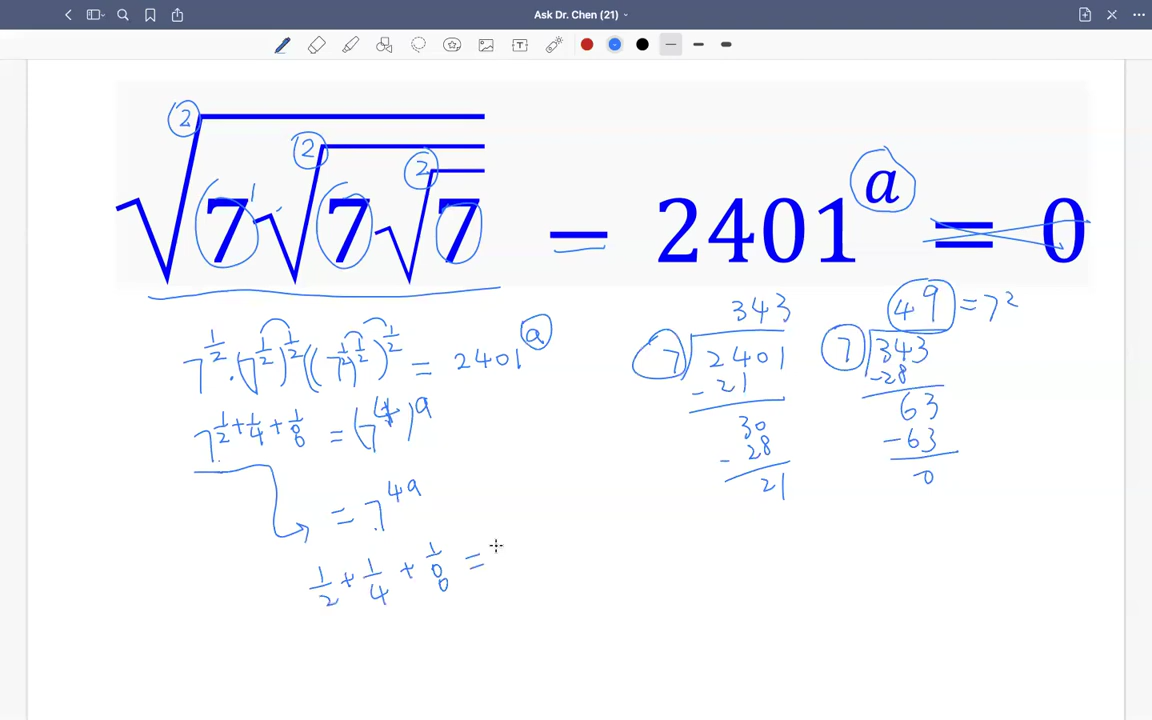 Ask Dr. Chen (21)
√[2]{7^1 √[2]{7 √[2]{7}}} − 2401^a = 0
7^{1/2} · (7^{1/2})^{1/2} ((7^{1/2})^{1/2})^{1/2} = 2401^a
7^{1/2 + 1/4 + 1/8} = (7^4)^a
= 7^{4a}
1/2 + 1/4 + 1/8 =
343
7 2401
-21
30
-28
21
49 = 7^2
7 343
-28
63
-63
0